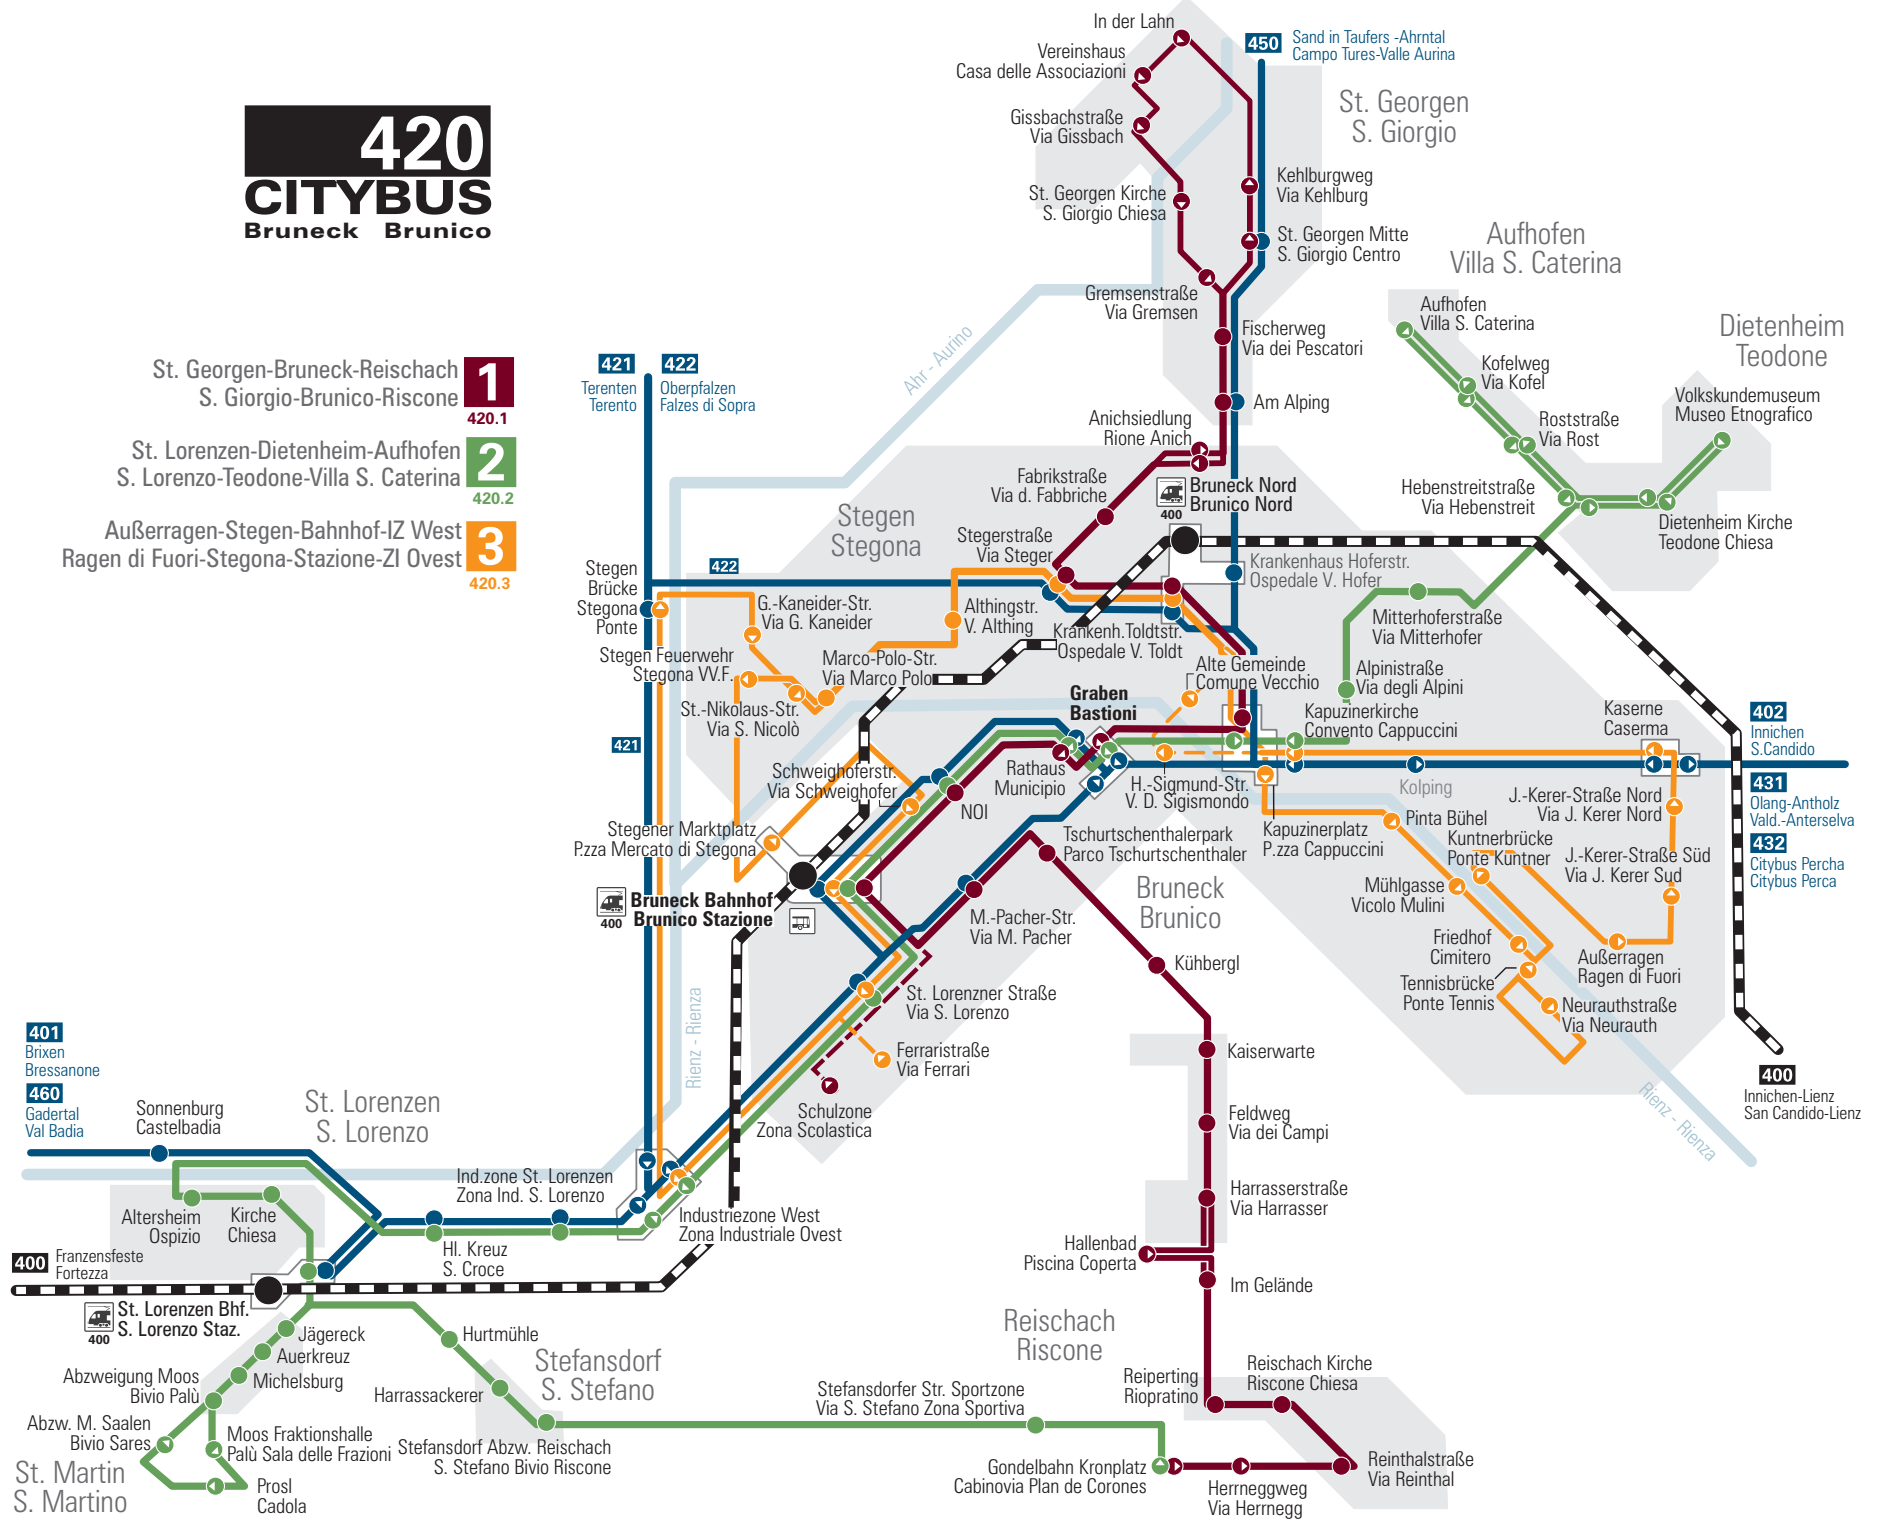 420
CITYBUS
Bruneck Brunico
St. Georgen-Bruneck-Reischach
S. Giorgio-Brunico-Riscone
1
420.1
St. Lorenzen-Dietenheim-Aufhofen
S. Lorenzo-Teodone-Villa S. Caterina
2
420.2
Außerragen-Stegen-Bahnhof-IZ West
Ragen di Fuori-Stegona-Stazione-ZI Ovest
3
420.3
In der Lahn
Vereinshaus
Casa delle Associazioni
Gissbachstraße
Via Gissbach
St. Georgen Kirche
S. Giorgio Chiesa
Gremsenstraße
Via Gremsen
450
Sand in Taufers -Ahrntal
Campo Tures-Valle Aurina
St. Georgen
S. Giorgio
Kehlburgweg
Via Kehlburg
St. Georgen Mitte
S. Giorgio Centro
Fischerweg
Via dei Pescatori
Am Alping
Anichsiedlung
Rione Anich
Fabrikstraße
Via d. Fabbriche
Stegerstraße
Via Steger
400
Bruneck Nord
Brunico Nord
Krankenhaus Hoferstr.
Ospedale V. Hofer
Ahr - Aurino
Aufhofen
Villa S. Caterina
Aufhofen
Villa S. Caterina
Kofelweg
Via Kofel
Roststraße
Via Rost
Hebenstreitstraße
Via Hebenstreit
Dietenheim
Teodone
Volkskundemuseum
Museo Etnografico
Dietenheim Kirche
Teodone Chiesa
Mitterhoferstraße
Via Mitterhofer
Alpinistraße
Via degli Alpini
421
Terenten
Terento
422
Oberpfalzen
Falzes di Sopra
Stegen
Stegona
422
Stegen
Brücke
Stegona
Ponte
G.-Kaneider-Str.
Via G. Kaneider
Stegen Feuerwehr
Stegona VV.F.
St.-Nikolaus-Str.
Via S. Nicolò
Marco-Polo-Str.
Via Marco Polo
Althingstr.
V. Althing
Krankenh.Toldtstr.
Ospedale V. Toldt
Alte Gemeinde
Comune Vecchio
Graben
Bastioni
Kapuzinerkirche
Convento Cappuccini
Kaserne
Caserma
402
Innichen
S.Candido
431
Olang-Antholz
Vald.-Anterselva
432
Citybus Percha
Citybus Perca
421
Schweighoferstr.
Via Schweighofer
Stegener Marktplatz
P.zza Mercato di Stegona
Rathaus
Municipio
NOI
H.-Sigmund-Str.
V. D. Sigismondo
Kolping
Kapuzinerplatz
P.zza Cappuccini
Pinta Bühel
Kuntnerbrücke
Ponte Kuntner
J.-Kerer-Straße Nord
Via J. Kerer Nord
J.-Kerer-Straße Süd
Via J. Kerer Sud
Mühlgasse
Vicolo Mulini
Friedhof
Cimitero
Tennisbrücke
Ponte Tennis
Außerragen
Ragen di Fuori
Neurauthstraße
Via Neurauth
Tschurtschenthalerpark
Parco Tschurtschenthaler
Bruneck
Brunico
400
Bruneck Bahnhof
Brunico Stazione
M.-Pacher-Str.
Via M. Pacher
Kühbergl
St. Lorenzner Straße
Via S. Lorenzo
Ferraristraße
Via Ferrari
Schulzone
Zona Scolastica
Rienz - Rienza
Rienz - Rienza
400
Innichen-Lienz
San Candido-Lienz
Kaiserwarte
Feldweg
Via dei Campi
Harrasserstraße
Via Harrasser
Hallenbad
Piscina Coperta
Im Gelände
Reischach
Riscone
Reiperting
Riopratino
Reischach Kirche
Riscone Chiesa
Reinthalstraße
Via Reinthal
Herrneggweg
Via Herrnegg
Gondelbahn Kronplatz
Cabinovia Plan de Corones
Stefansdorfer Str. Sportzone
Via S. Stefano Zona Sportiva
401
Brixen
Bressanone
460
Gadertal
Val Badia
Sonnenburg
Castelbadia
St. Lorenzen
S. Lorenzo
Altersheim
Ospizio
Kirche
Chiesa
Ind.zone St. Lorenzen
Zona Ind. S. Lorenzo
Hl. Kreuz
S. Croce
Industriezone West
Zona Industriale Ovest
400
Franzensfeste
Fortezza
400
St. Lorenzen Bhf.
S. Lorenzo Staz.
Jägereck
Auerkreuz
Michelsburg
Abzweigung Moos
Bivio Palù
Abzw. M. Saalen
Bivio Sares
Moos Fraktionshalle
Palù Sala delle Frazioni
Prosl
Cadola
St. Martin
S. Martino
Hurtmühle
Harrassackerer
Stefansdorf
S. Stefano
Stefansdorf Abzw. Reischach
S. Stefano Bivio Riscone